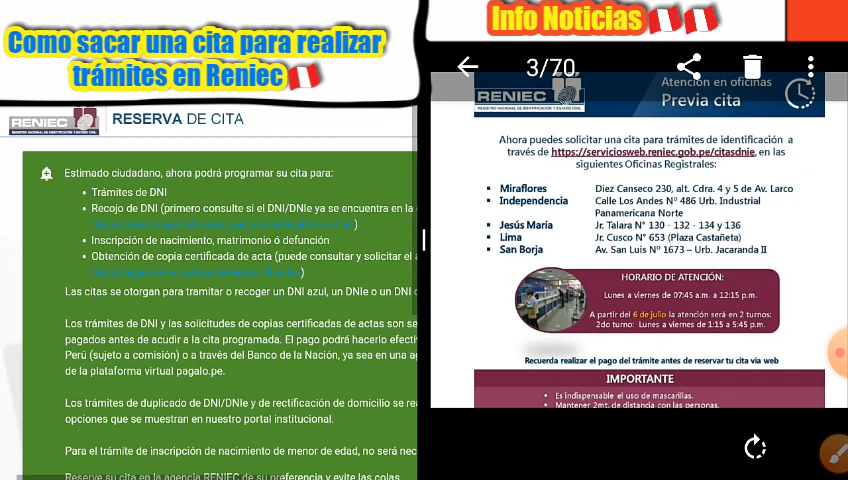 Como sacar una cita para realizar
trámites en Reniec
RENIEC
REGISTRO NACIONAL DE IDENTIFICACIÓN Y ESTADO CIVIL
RESERVA DE CITA
Estimado ciudadano, ahora podrá programar su cita para:
Trámites de DNI
Recojo de DNI (primero consulte si el DNI/DNIe ya se encuentra en la
Inscripción de nacimiento, matrimonio ó defunción
Obtención de copia certificada de acta (puede consultar y solicitar el
Las citas se otorgan para tramitar o recoger un DNI azul, un DNIe o un DNI
Los trámites de DNI y las solicitudes de copias certificadas de actas son
pagados antes de acudir a la cita programada. El pago podrá hacerlo
Perú (sujeto a comisión) o a través del Banco de la Nación, ya sea en una
de la plataforma virtual pagalo.pe.
Los trámites de duplicado de DNI/DNIe y de rectificación de domicilio se
opciones que se muestran en nuestro portal institucional.
Para el trámite de inscripción de nacimiento de menor de edad, no será
Reserve su cita en la agencia RENIEC de su preferencia y evite las colas
Info Noticias
3/70
RENIEC
REGISTRO NACIONAL DE IDENTIFICACIÓN Y ESTADO CIVIL
Atención en oficinas
Previa cita
Ahora puedes solicitar una cita para trámites de identificación a
través de https://serviciosweb.reniec.gob.pe/citasdnie, en las
siguientes Oficinas Registrales:
Miraflores Diez Canseco 230, alt. Cdra. 4 y 5 de Av. Larco
Independencia Calle Los Andes N° 486 Urb. Industrial
Panamericana Norte
Jesús María Jr. Talara N° 130 - 132 - 134 y 136
Lima Jr. Cusco N° 653 (Plaza Castañeta)
San Borja Av. San Luis N° 1673 – Urb. Jacaranda II
HORARIO DE ATENCIÓN:
Lunes a viernes de 07:45 a.m. a 12:15 p.m.
A partir del 6 de julio la atención será en 2 turnos:
2do turno: Lunes a viernes de 1:15 a 5:45 p.m.
Recuerda realizar el pago del trámite antes de reservar tu cita vía web
IMPORTANTE
Es indispensable el uso de mascarillas.
Mantener 2mt. de distancia con las personas.